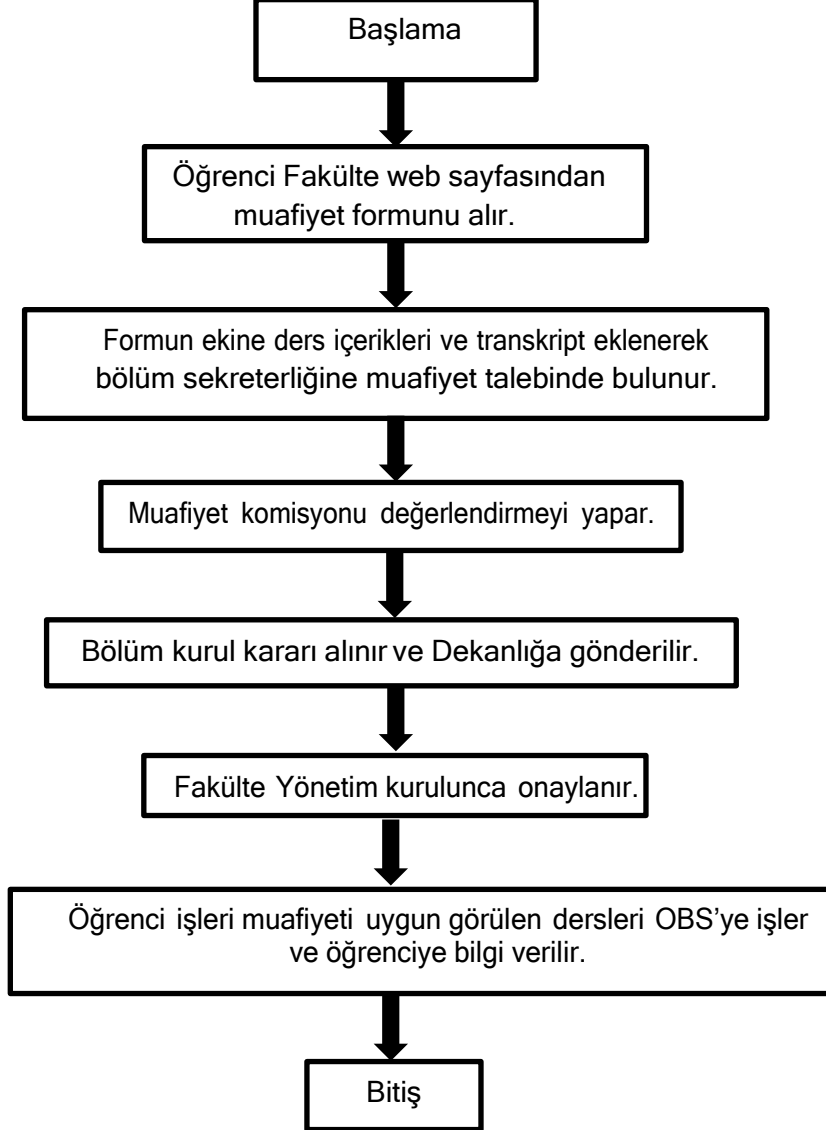 Başlama
Öğrenci Fakülte web sayfasından
muafiyet formunu alır.
Formun ekine ders içerikleri ve transkript eklenerek
bölüm sekreterliğine muafiyet talebinde bulunur.
Muafiyet komisyonu değerlendirmeyi yapar.
Bölüm kurul kararı alınır ve Dekanlığa gönderilir.
Fakülte Yönetim kurulunca onaylanır.
Öğrenci işleri muafiyeti uygun görülen dersleri OBS’ye işler
ve öğrenciye bilgi verilir.
Bitiş